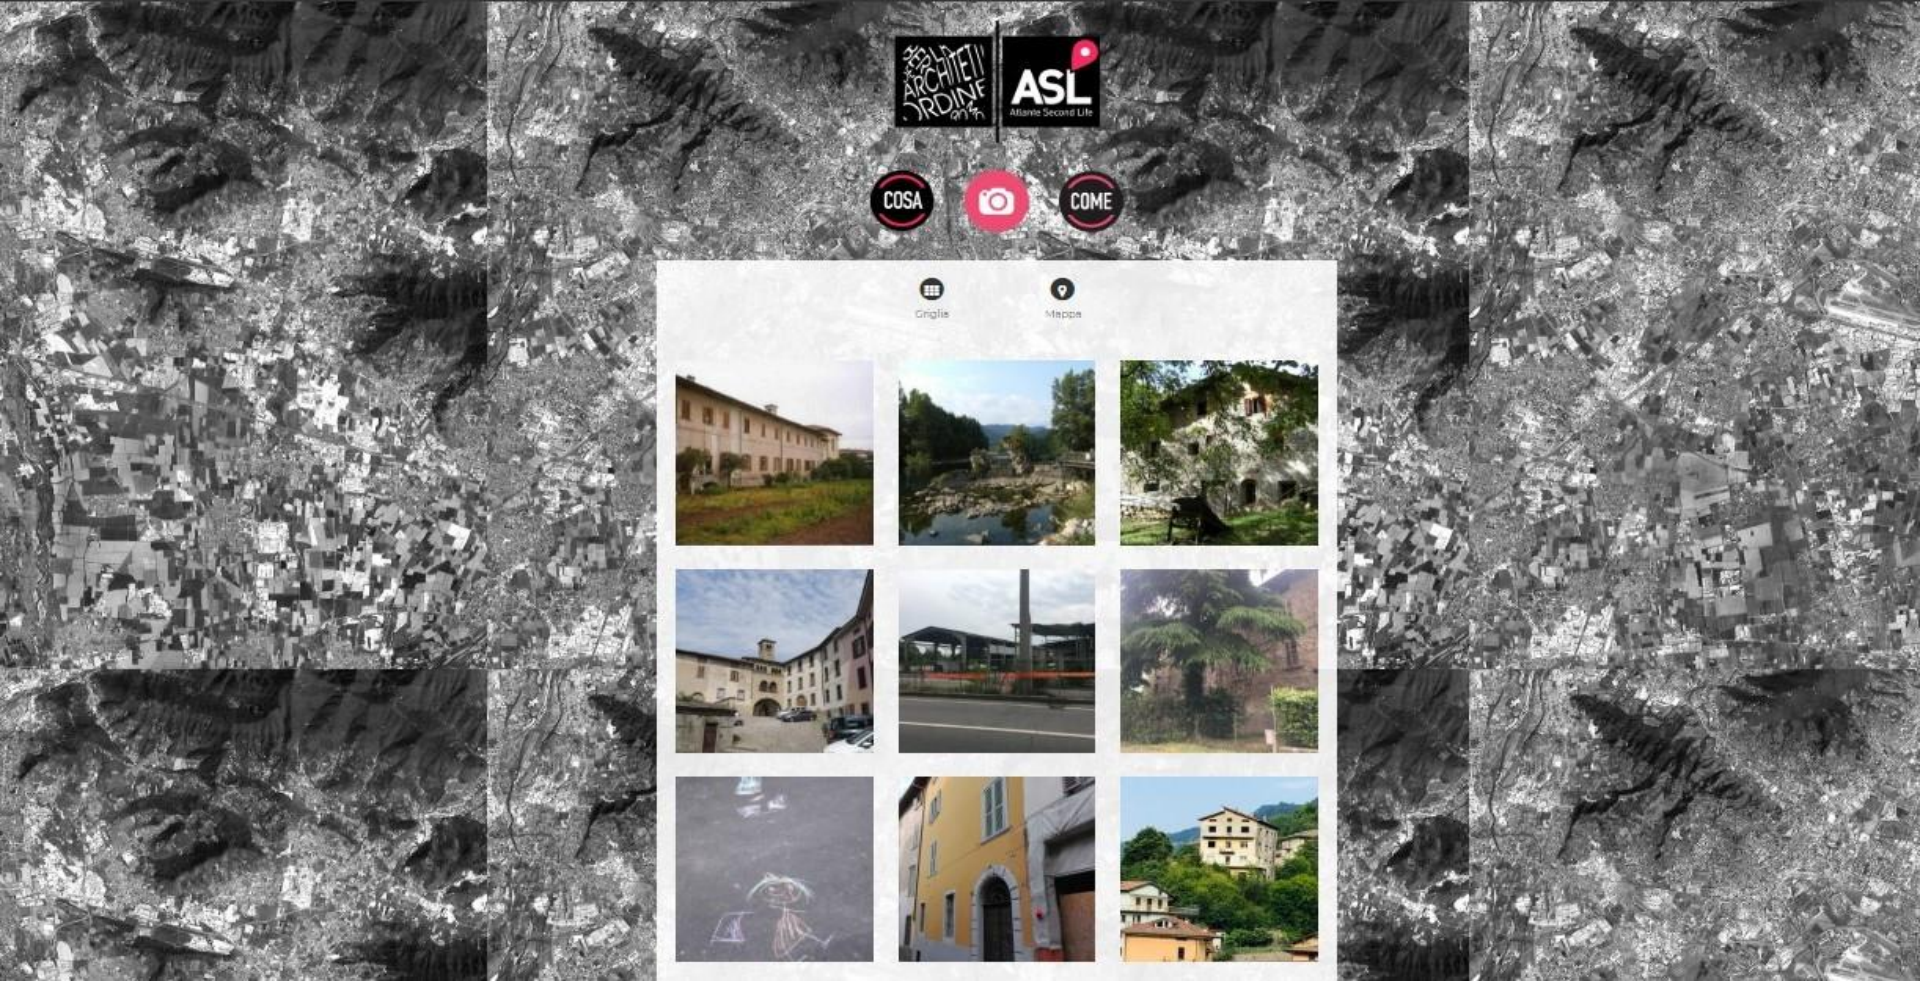 ARCHITETTI
ORDINE
ASL
Atlante Second Life
COSA
COME
Griglia
Mappa